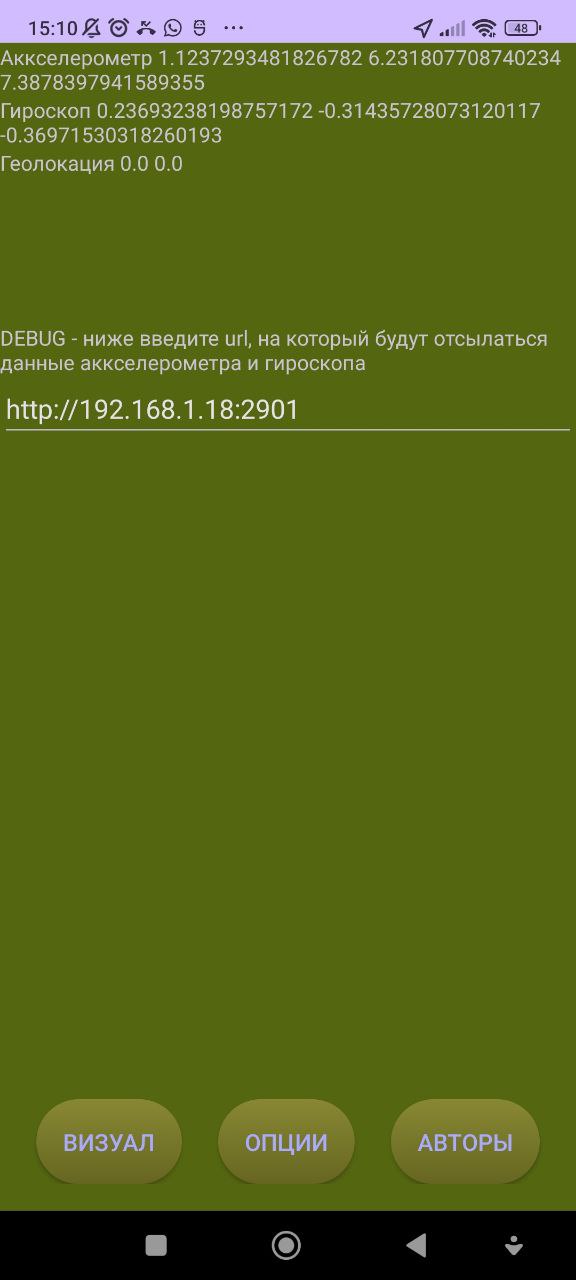 15:10 48
Аккселерометр 1.1237293481826782 6.231807708740234
7.3878397941589355
Гироскоп 0.23693238198757172 -0.31435728073120117
-0.36971530318260193
Геолокация 0.0 0.0
DEBUG - ниже введите url, на который будут отсылаться
данные аккселерометра и гироскопа
http://192.168.1.18:2901
ВИЗУАЛ ОПЦИИ АВТОРЫ